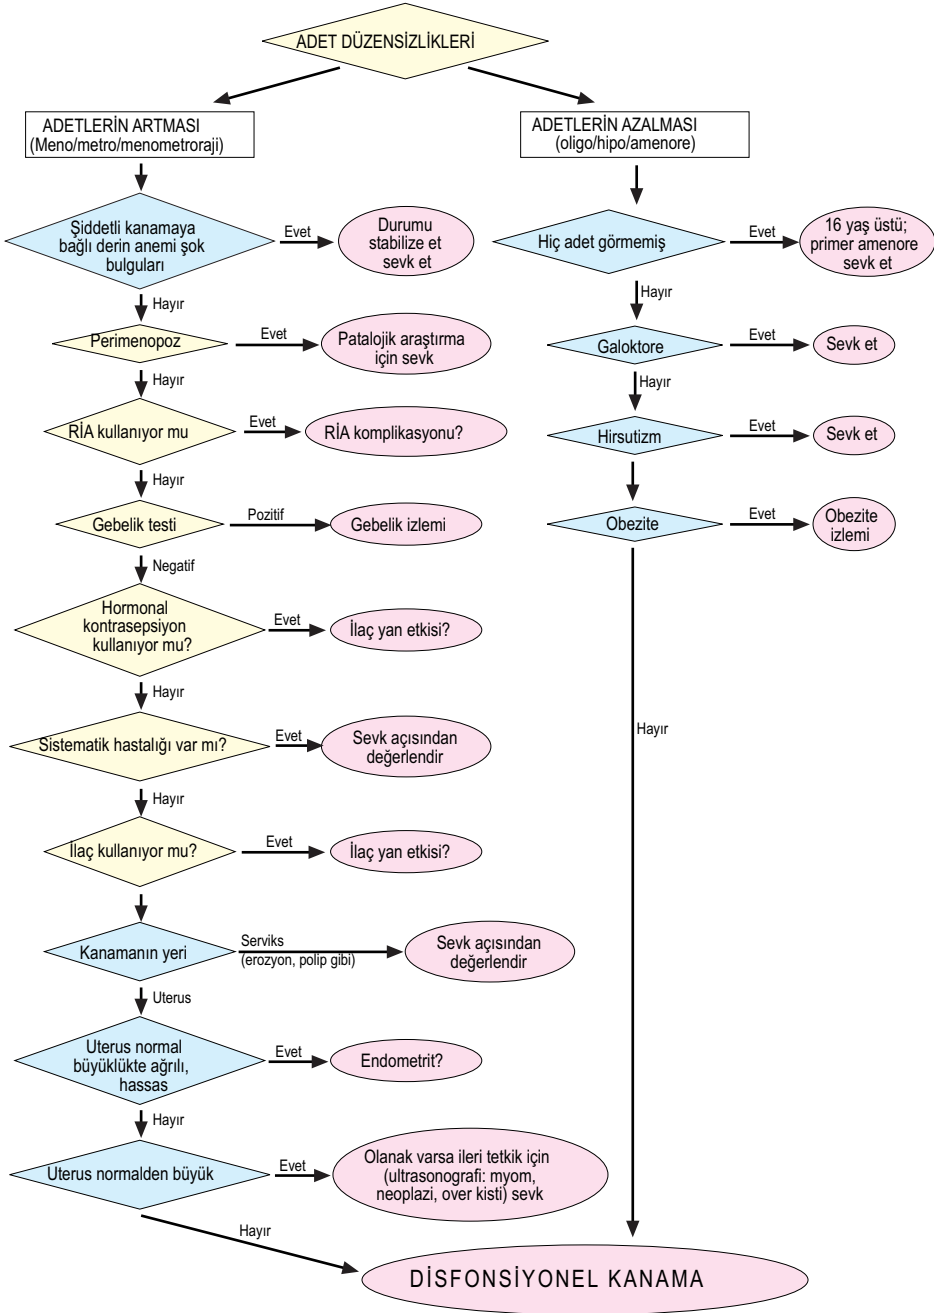 ADET DÜZENSİZLİKLERİ
ADETLERİN ARTMASI
(Meno/metro/menometroraji)
Şiddetli kanamaya
bağlı derin anemi şok
bulguları
Evet
Durumu
stabilize et
sevk et
Hayır
Perimenopoz
Evet
Patalojik araştırma
için sevk
Hayır
RİA kullanıyor mu
Evet
RİA komplikasyonu?
Hayır
Gebelik testi
Pozitif
Gebelik izlemi
Negatif
Hormonal
kontrasepsiyon
kullanıyor mu?
Evet
İlaç yan etkisi?
Hayır
Sistematik hastalığı var mı?
Evet
Sevk açısından
değerlendir
Hayır
İlaç kullanıyor mu?
Evet
İlaç yan etkisi?
Kanamanın yeri
Serviks
(erozyon, polip gibi)
Sevk açısından
değerlendir
Uterus
Uterus normal
büyüklükte ağrılı,
hassas
Evet
Endometrit?
Hayır
Uterus normalden büyük
Evet
Olanak varsa ileri tetkik için
(ultrasonografi: myom,
neoplazi, over kisti) sevk
Hayır
ADETLERİN AZALMASI
(oligo/hipo/amenore)
Hiç adet görmemiş
Evet
16 yaş üstü;
primer amenore
sevk et
Hayır
Galoktore
Evet
Sevk et
Hayır
Hirsutizm
Evet
Sevk et
Obezite
Evet
Obezite
izlemi
Hayır
DİSFONSİYONEL KANAMA